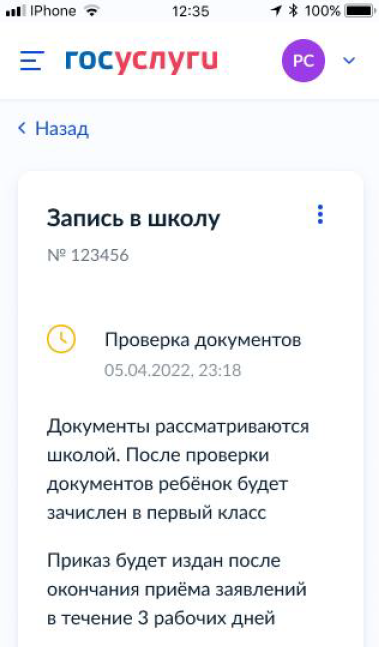 iPhone 12:35 100%
госуслуги РС
Назад
Запись в школу
№ 123456
Проверка документов
05.04.2022, 23:18
Документы рассматриваются
школой. После проверки
документов ребёнок будет
зачислен в первый класс
Приказ будет издан после
окончания приёма заявлений
в течение 3 рабочих дней